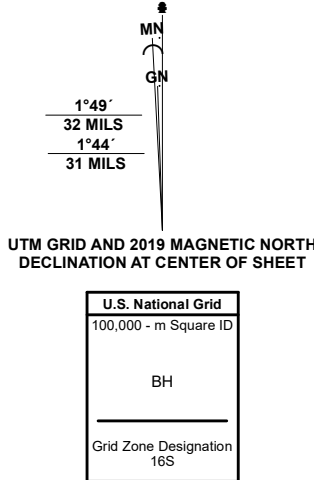 MN
GN
1°49´
32 MILS
1°44´
31 MILS
UTM GRID AND 2019 MAGNETIC NORTH
DECLINATION AT CENTER OF SHEET
U.S. National Grid
100,000 - m Square ID
BH
Grid Zone Designation
16S